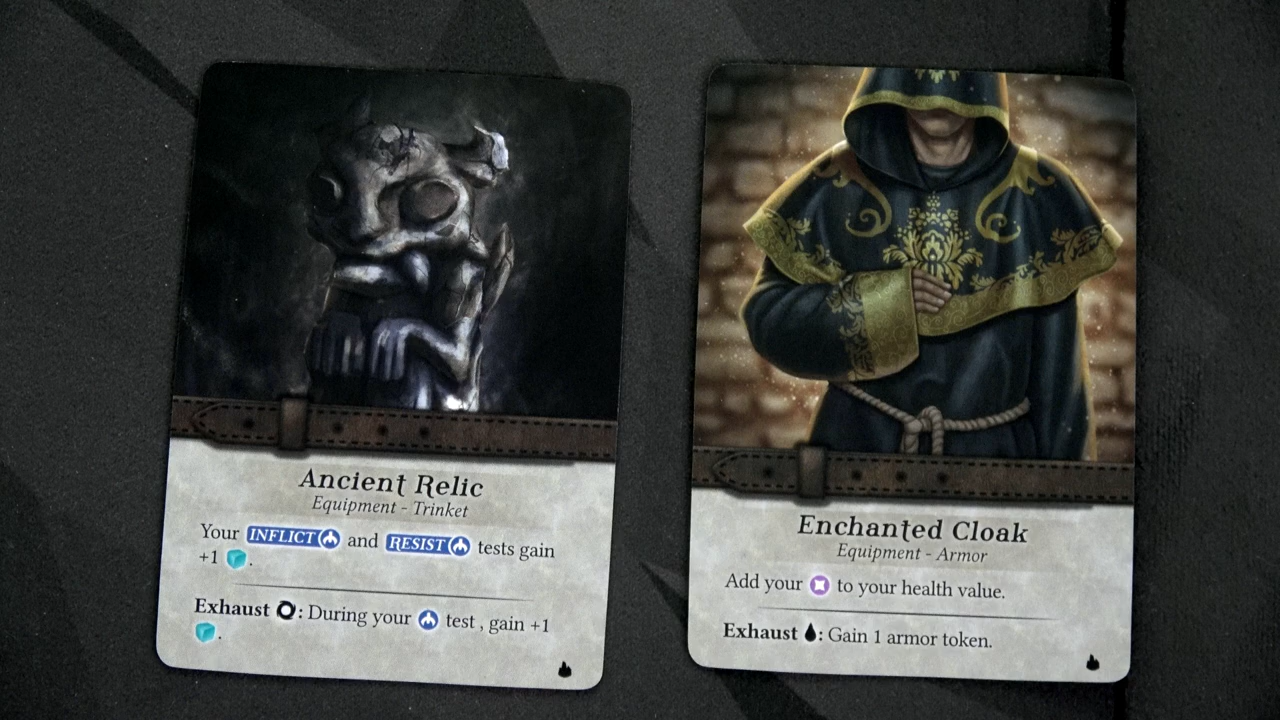 Ancient Relic
Equipment - Trinket
Your INFLICT and RESIST tests gain
+1 .
Exhaust : During your test , gain +1
.
Enchanted Cloak
Equipment - Armor
Add your to your health value.
Exhaust : Gain 1 armor token.